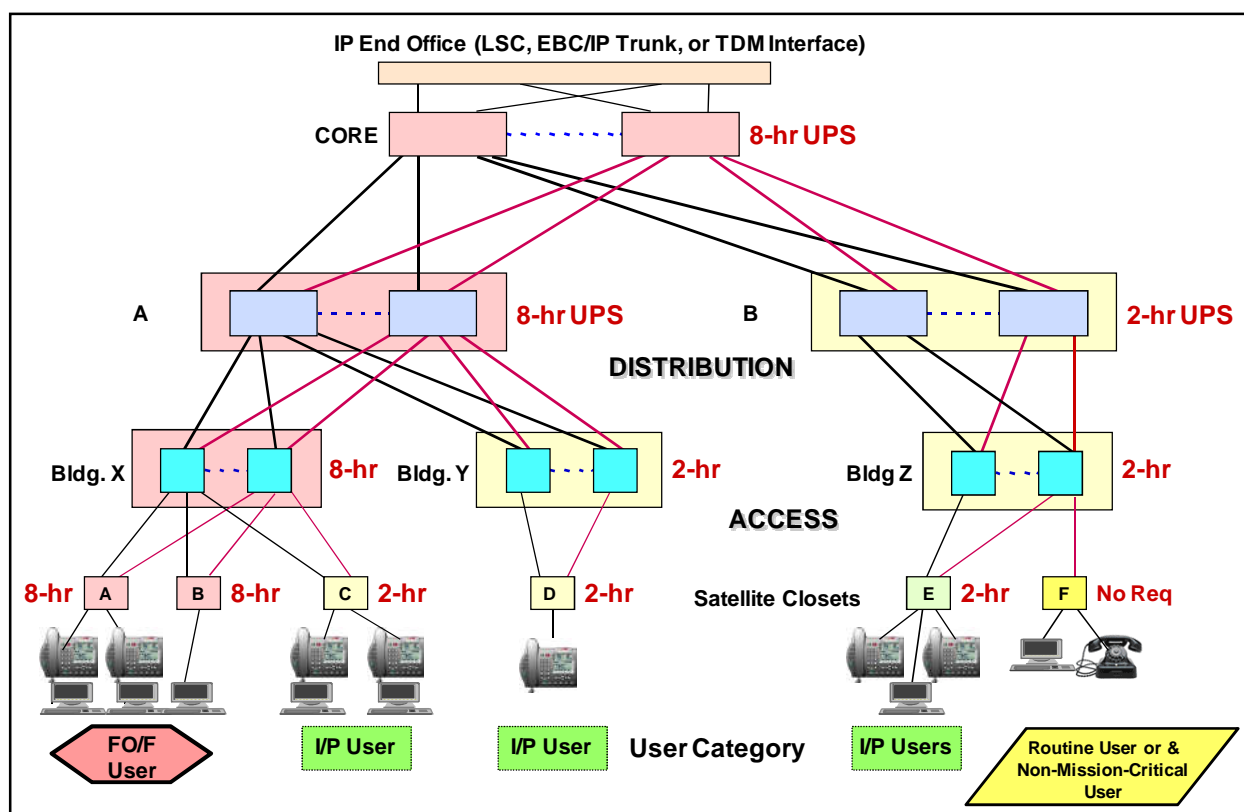 IP End Office (LSC, EBC/IP Trunk, or TDM Interface)
CORE
8-hr UPS
A
8-hr UPS
B
2-hr UPS
DISTRIBUTION
Bldg. X
8-hr
Bldg. Y
2-hr
Bldg Z
2-hr
ACCESS
8-hr
A
B
8-hr
C
2-hr
D
2-hr
Satellite Closets
E
2-hr
F
No Req
FO/F
User
I/P User
I/P User
User Category
I/P Users
Routine User or &
Non-Mission-Critical
User